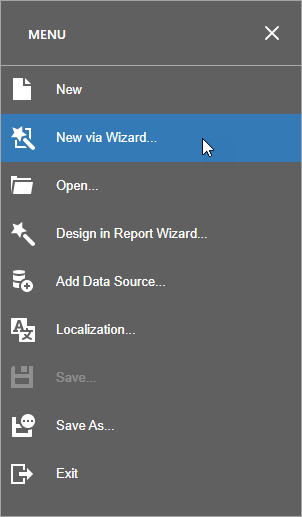 MENU
New
New via Wizard...
Open...
Design in Report Wizard...
Add Data Source...
Localization...
Save...
Save As...
Exit